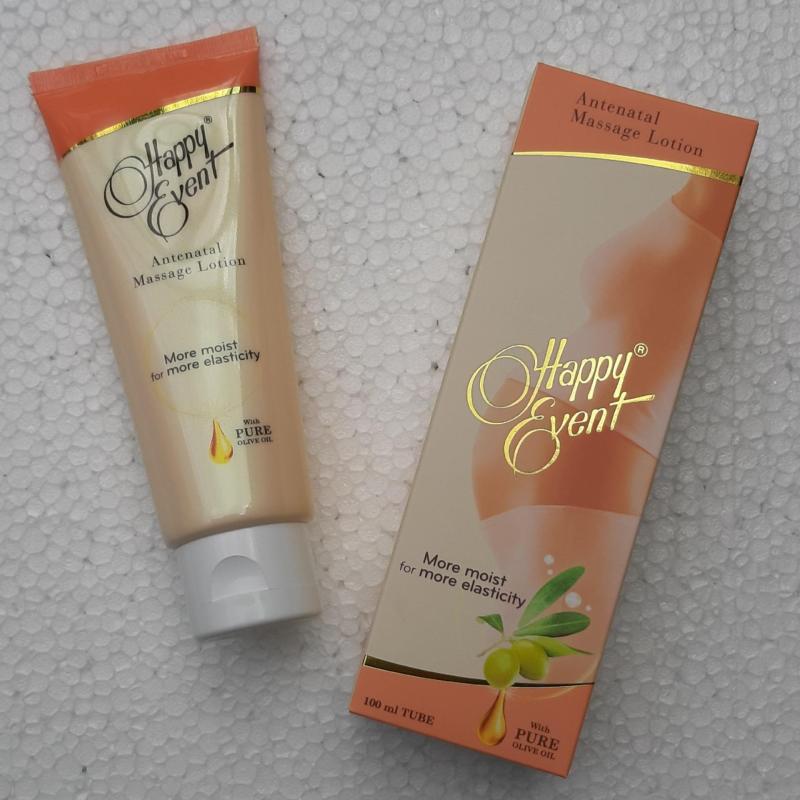 Happy®
Event
Antenatal
Massage Lotion
More moist
for more elasticity
With
PURE
OLIVE OIL
Antenatal
Massage Lotion
Happy®
Event
More moist
for more elasticity
100 ml TUBE
With
PURE
OLIVE OIL